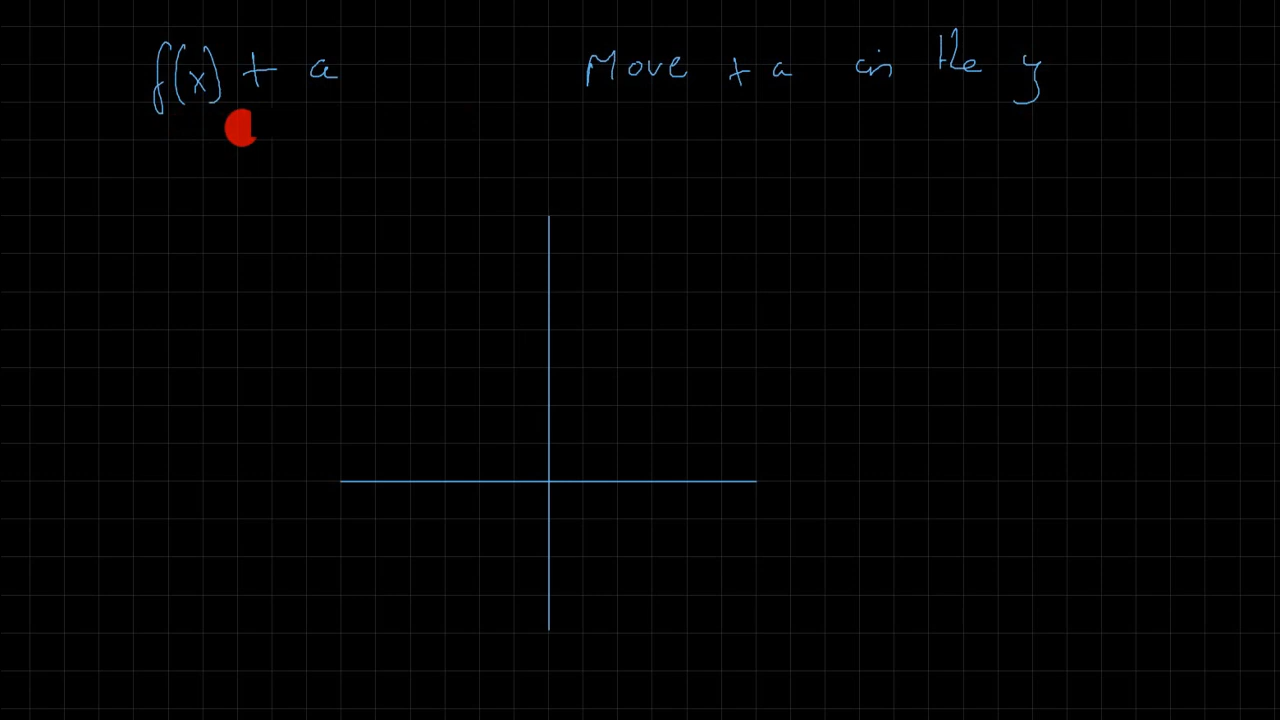 f(x) + a
Move + a in the y